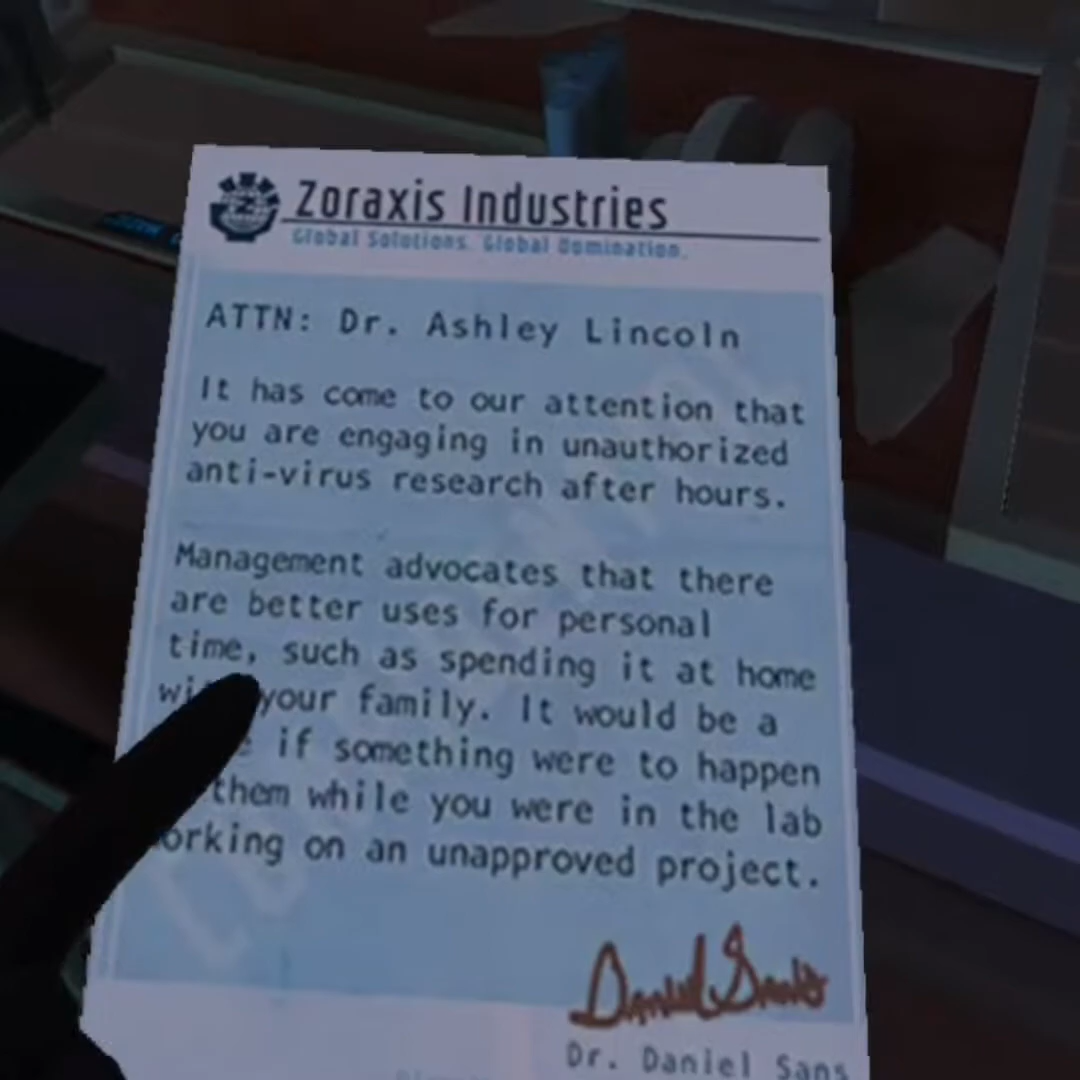 Zoraxis Industries
Global Solutions. Global Domination.
ATTN: Dr. Ashley Lincoln
It has come to our attention that
you are engaging in unauthorized
anti-virus research after hours.
Management advocates that there
are better uses for personal
time, such as spending it at home
your family. It would be a
if something were to happen
them while you were in the lab
working on an unapproved project.
Daniel Sans
Dr. Daniel Sans